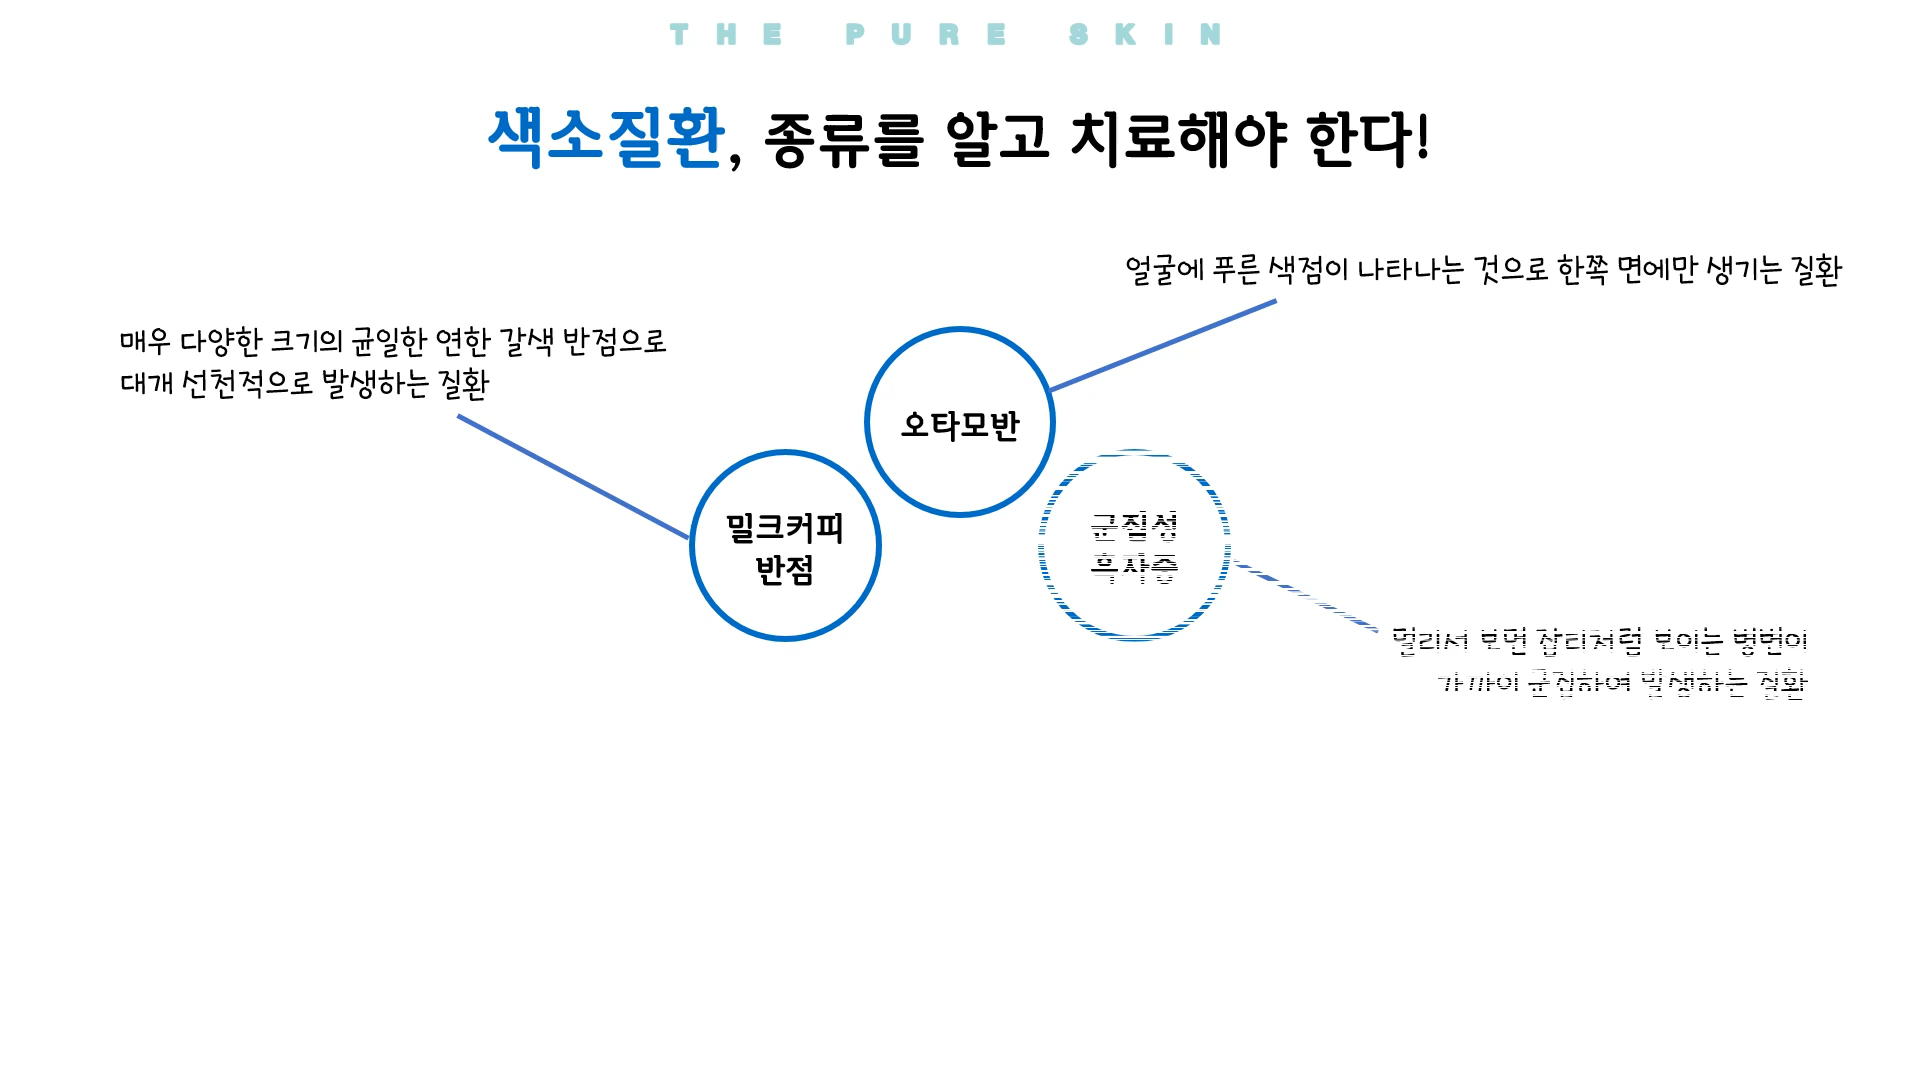 THE PURE SKIN
색소질환, 종류를 알고 치료해야 한다!
얼굴에 푸른 색점이 나타나는 것으로 한쪽 면에만 생기는 질환
매우 다양한 크기의 균일한 연한 갈색 반점으로
대개 선천적으로 발생하는 질환
오타모반
밀크커피
반점
군집성
흑자증
멀리서 보면 잡티처럼 보이는 병변이
가까이 군집하여 발생하는 질환